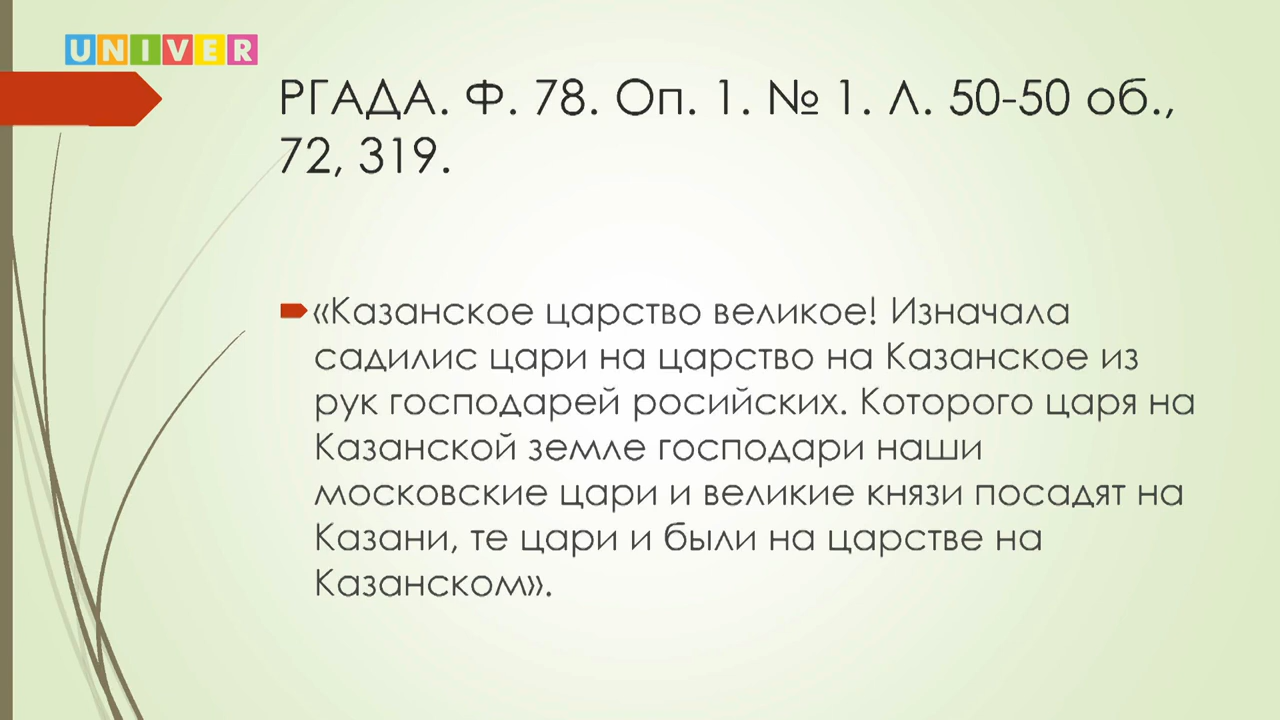 UNIVER
РГАДА. Ф. 78. Оп. 1. № 1. Л. 50-50 об.,
72, 319.
«Казанское царство великое! Изначала
садилис цари на царство на Казанское из
рук господарей росийских. Которого царя на
Казанской земле господари наши
московские цари и великие князи посадят на
Казани, те цари и были на царстве на
Казанском».